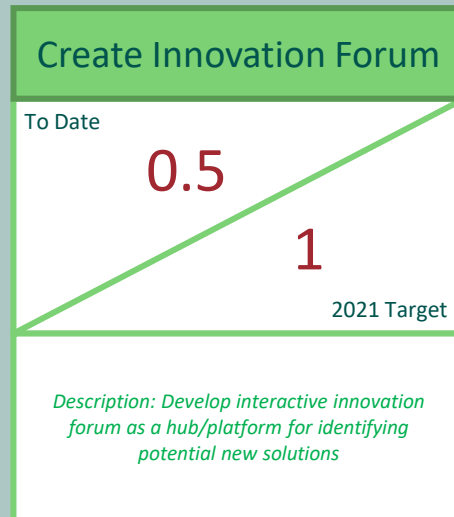 Create Innovation Forum
To Date
0.5
1
2021 Target
Description: Develop interactive innovation
forum as a hub/platform for identifying
potential new solutions